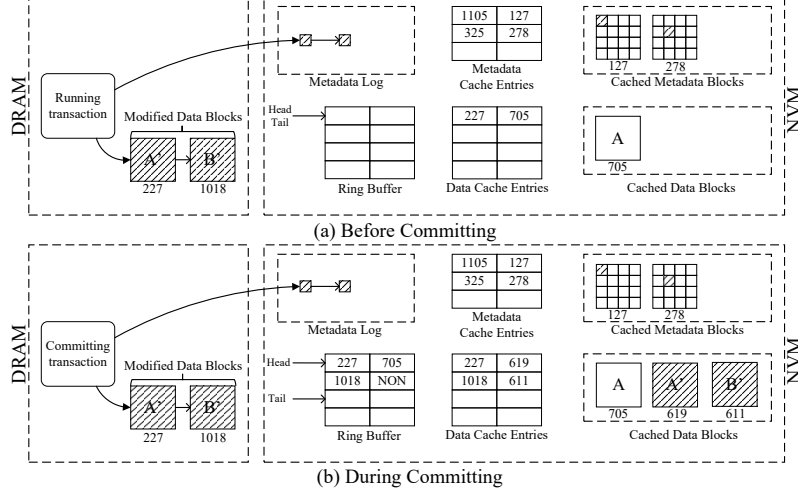 DRAM
Running
transaction
Modified Data Blocks
A' B'
227 1018
Metadata Log
1105 127
325 278
Metadata
Cache Entries
127 278
Cached Metadata Blocks
Head
Tail
Ring Buffer
227 705
Data Cache Entries
A
705
Cached Data Blocks
NVM
(a) Before Committing
DRAM
Committing
transaction
Modified Data Blocks
A' B'
227 1018
Metadata Log
1105 127
325 278
Metadata
Cache Entries
127 278
Cached Metadata Blocks
Head
Tail
227 705
1018 NON
Ring Buffer
227 619
1018 611
Data Cache Entries
A A' B'
705 619 611
Cached Data Blocks
NVM
(b) During Committing